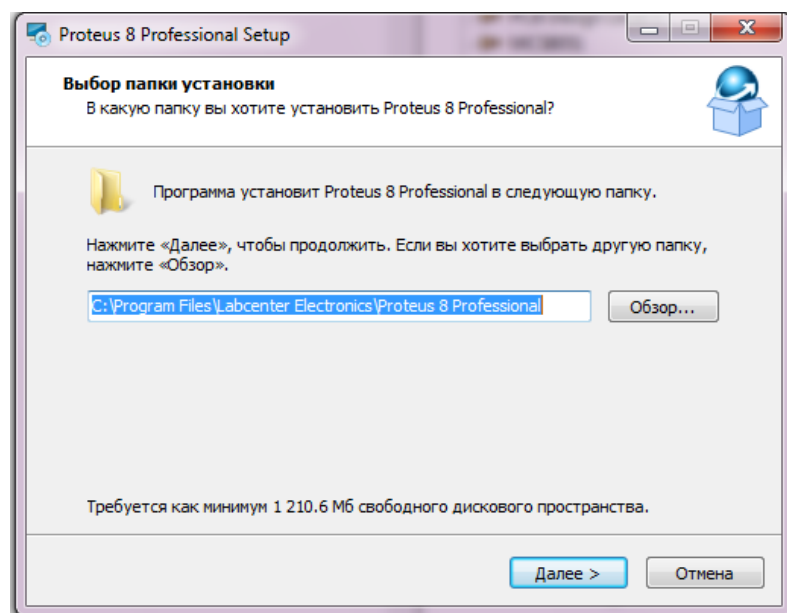 Proteus 8 Professional Setup
Выбор папки установки
В какую папку вы хотите установить Proteus 8 Professional?
Программа установит Proteus 8 Professional в следующую папку.
Нажмите «Далее», чтобы продолжить. Если вы хотите выбрать другую папку,
нажмите «Обзор».
C:\Program Files\Labcenter Electronics\Proteus 8 Professional
Обзор...
Требуется как минимум 1 210.6 Мб свободного дискового пространства.
Далее >
Отмена